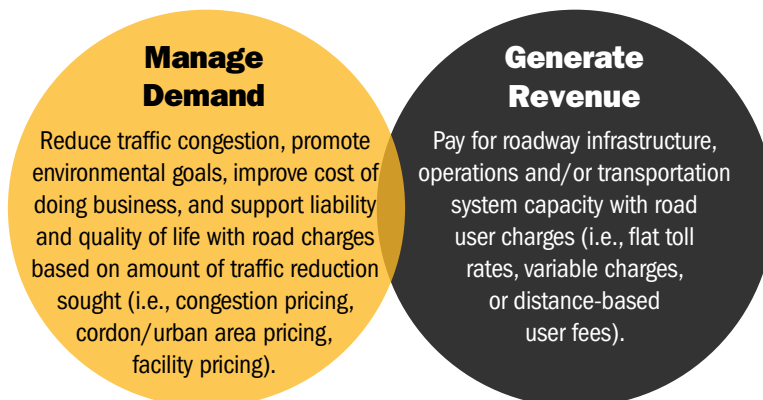 Manage
Demand
Reduce traffic congestion, promote
environmental goals, improve cost of
doing business, and support liability
and quality of life with road charges
based on amount of traffic reduction
sought (i.e., congestion pricing,
cordon/urban area pricing,
facility pricing).
Generate
Revenue
Pay for roadway infrastructure,
operations and/or transportation
system capacity with road
user charges (i.e., flat toll
rates, variable charges,
or distance-based
user fees).